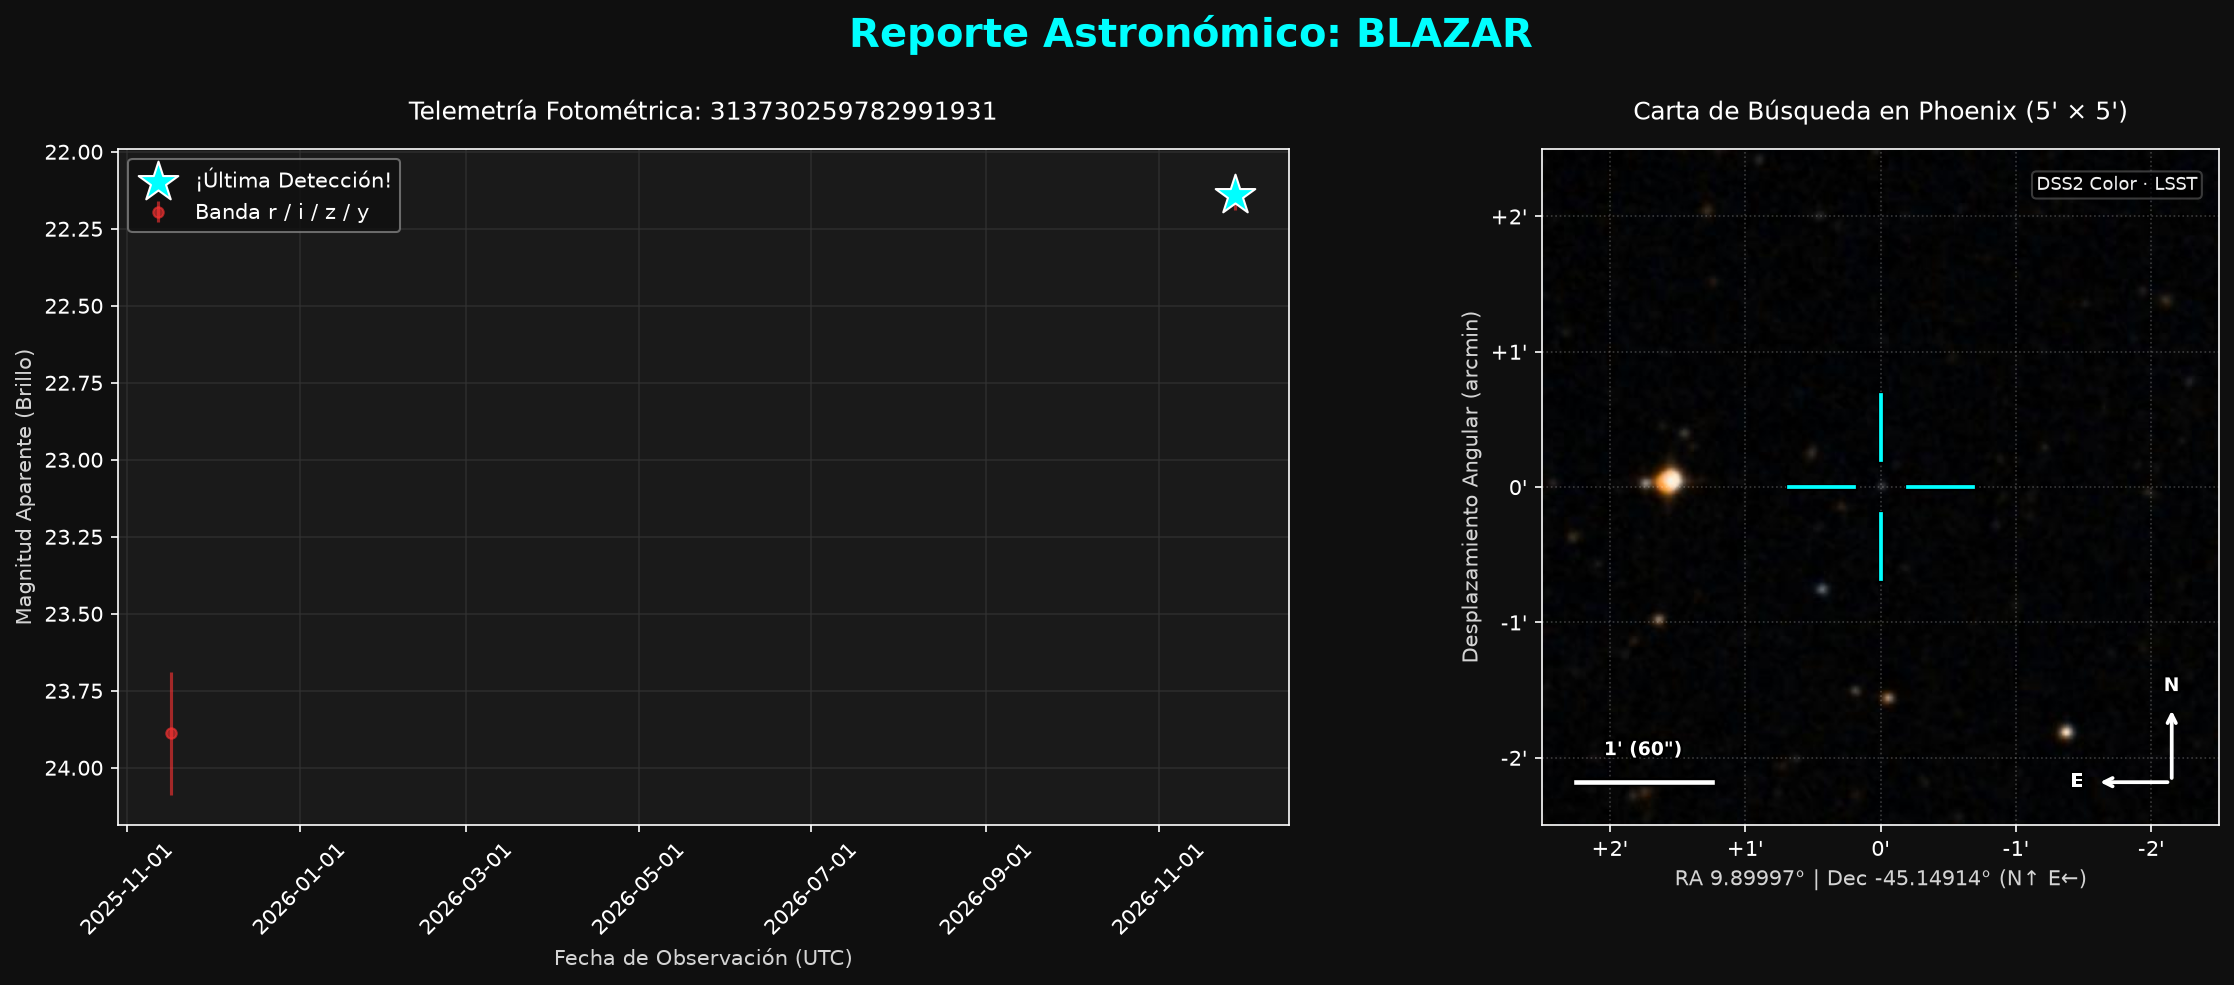 Reporte Astronómico: BLAZAR
Telemetría Fotométrica: 313730259782991931
¡Última Detección!
Banda r / i / z / y
Magnitud Aparente (Brillo)
22.00
22.25
22.50
22.75
23.00
23.25
23.50
23.75
24.00
2025-11-01
2026-01-01
2026-03-01
2026-05-01
2026-07-01
2026-09-01
2026-11-01
Fecha de Observación (UTC)
Carta de Búsqueda en Phoenix (5' × 5')
DSS2 Color · LSST
Desplazamiento Angular (arcmin)
+2'
+1'
0'
-1'
-2'
N
E
1' (60")
+2'
+1'
0'
-1'
-2'
RA 9.89997° | Dec -45.14914° (N↑ E←)